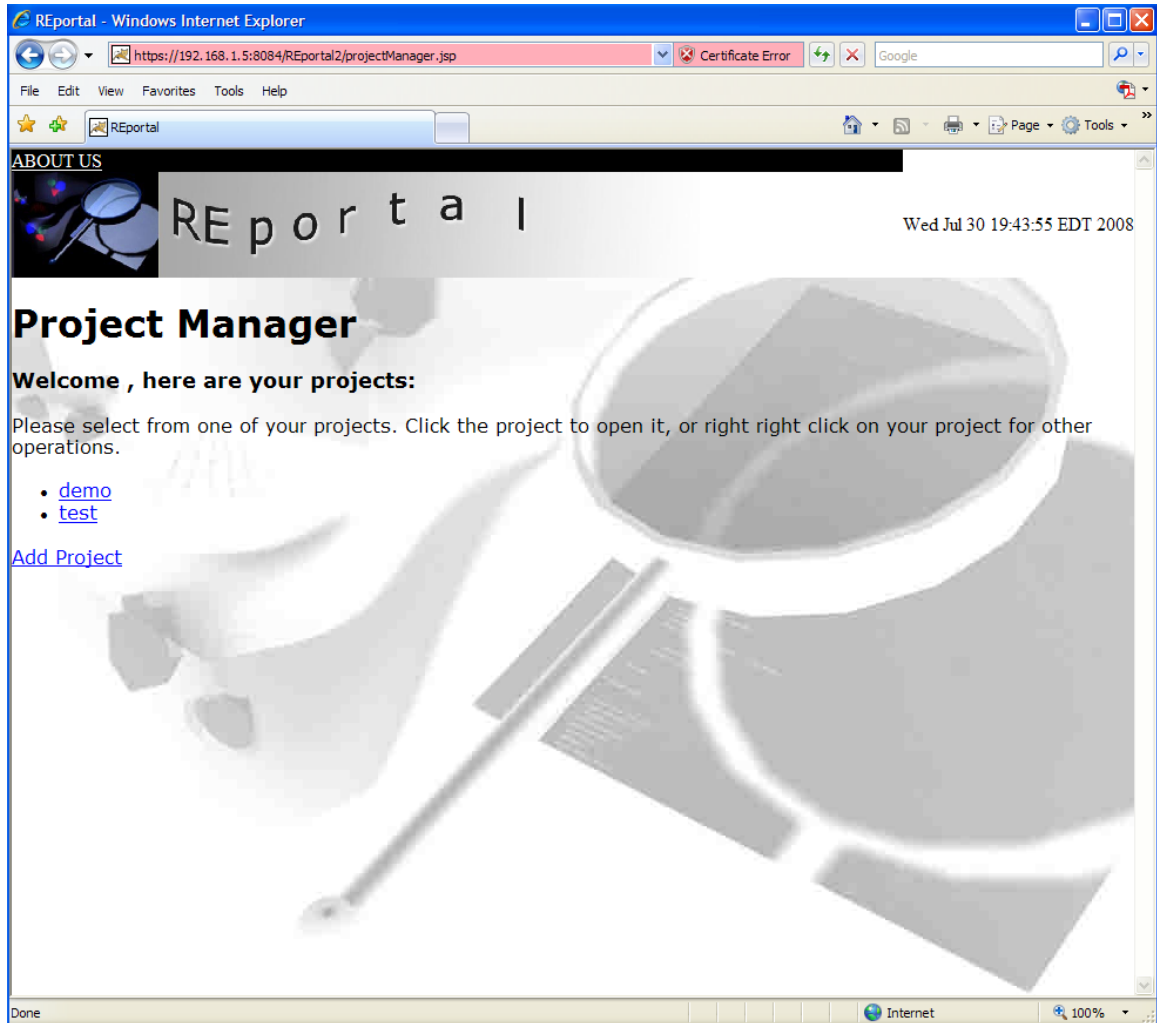 REportal - Windows Internet Explorer
https://192.168.1.5:8084/REportal2/projectManager.jsp Certificate Error Google
File Edit View Favorites Tools Help
REportal Page Tools »
ABOUT US
REportal
Wed Jul 30 19:43:55 EDT 2008
Project Manager
Welcome , here are your projects:
Please select from one of your projects. Click the project to open it, or right right click on your project for other
operations.
• demo
• test
Add Project
Done Internet 100%